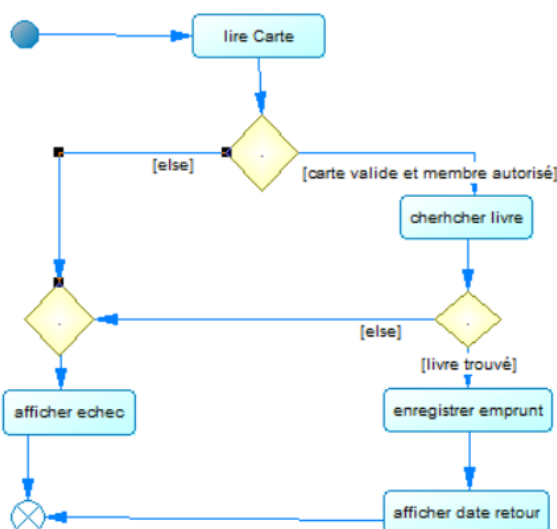 lire Carte
[else]
[carte valide et membre autorisé]
cherhcher livre
[else]
[livre trouvé]
afficher echec
enregistrer emprunt
afficher date retour